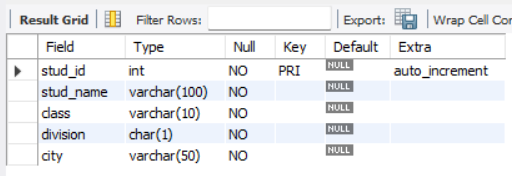 Result Grid Filter Rows: Export: Wrap Cell Co
Field Type Null Key Default Extra
stud_id int NO PRI NULL auto_increment
stud_name varchar(100) NO NULL
class varchar(10) NO NULL
division char(1) NO NULL
city varchar(50) NO NULL